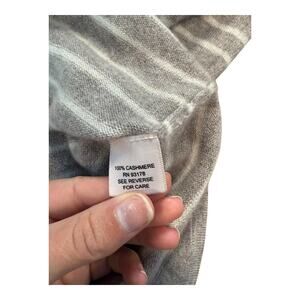 100% CASHMERE
RN 93178
SEE REVERSE
FOR CARE